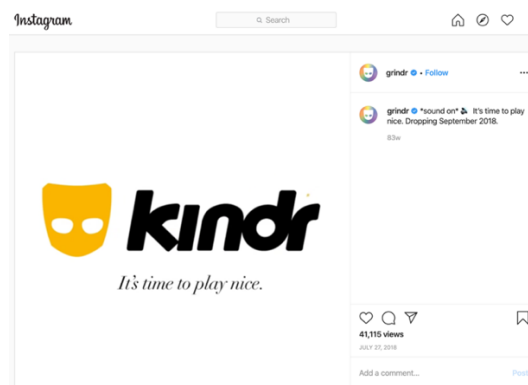 Instagram
Search
grindr • Follow
grindr *sound on* It's time to play
nice. Dropping September 2018.
83w
kindr
It's time to play nice.
41,115 views
JULY 27, 2018
Add a comment...
Post